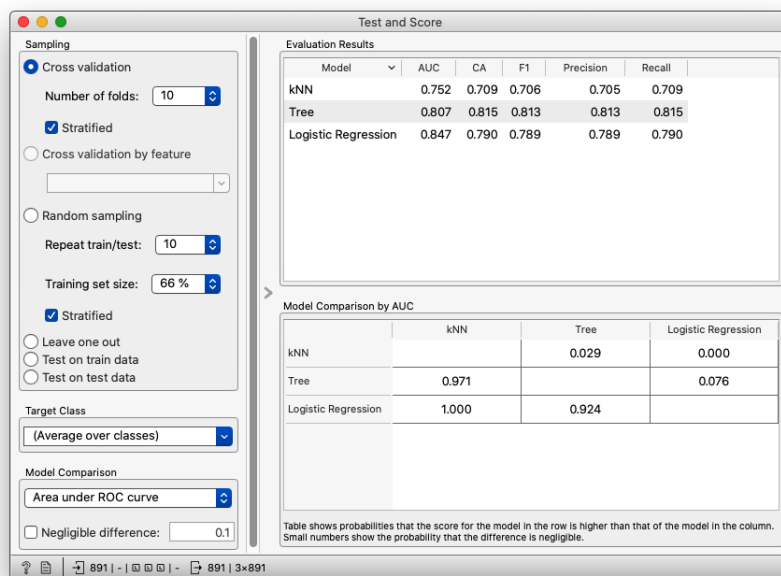 Test and Score
Sampling
Cross validation
Number of folds: 10
Stratified
Cross validation by feature
Random sampling
Repeat train/test: 10
Training set size: 66 %
Stratified
Leave one out
Test on train data
Test on test data
Target Class
(Average over classes)
Model Comparison
Area under ROC curve
Negligible difference: 0.1
Evaluation Results
Model AUC CA F1 Precision Recall
kNN 0.752 0.709 0.706 0.705 0.709
Tree 0.807 0.815 0.813 0.813 0.815
Logistic Regression 0.847 0.790 0.789 0.789 0.790
Model Comparison by AUC
kNN Tree Logistic Regression
kNN 0.029 0.000
Tree 0.971 0.076
Logistic Regression 1.000 0.924
Table shows probabilities that the score for the model in the row is higher than that of the model in the column.
Small numbers show the probability that the difference is negligible.
? 891 | - | - 891 | 3×891